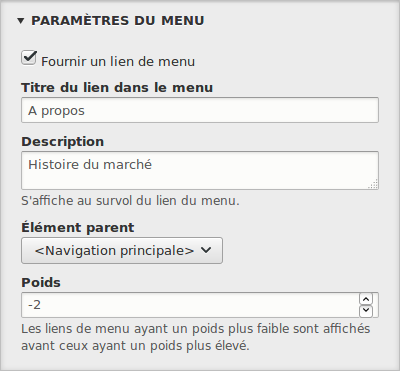 PARAMÈTRES DU MENU
Fournir un lien de menu
Titre du lien dans le menu
A propos
Description
Histoire du marché
S'affiche au survol du lien du menu.
Élément parent
<Navigation principale>
Poids
-2
Les liens de menu ayant un poids plus faible sont affichés
avant ceux ayant un poids plus élevé.